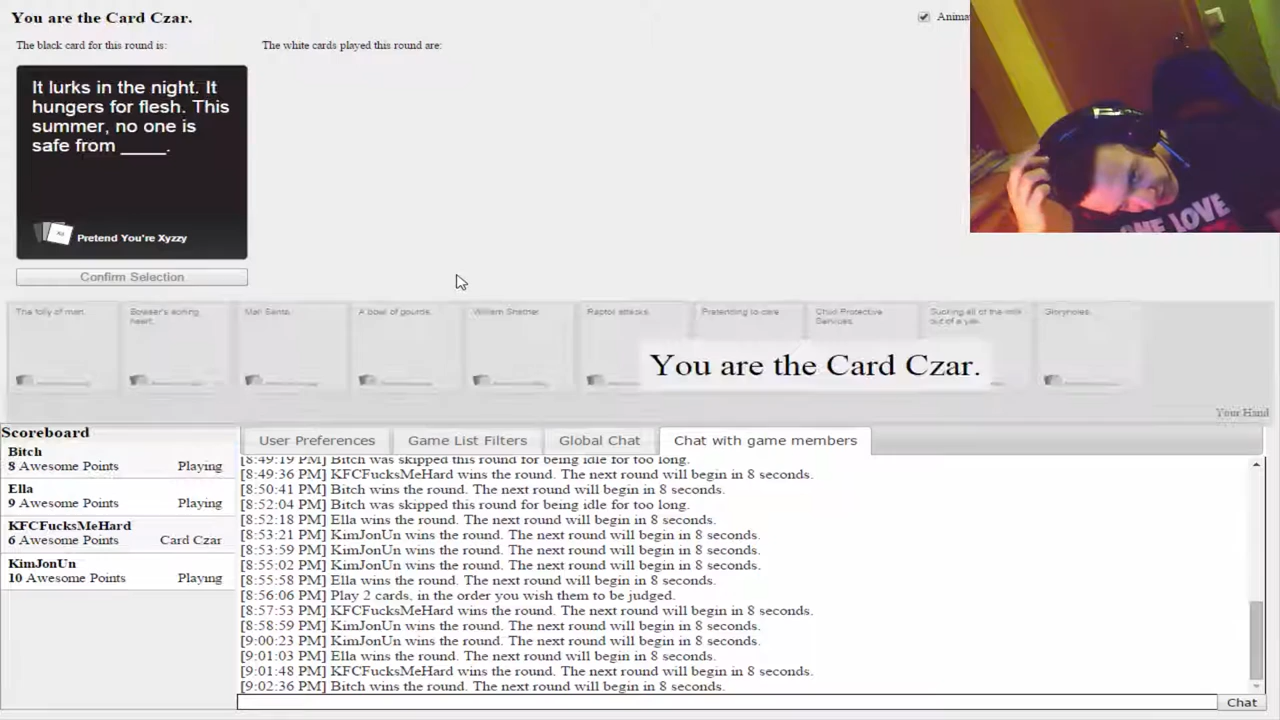 You are the Card Czar.
Anima
The black card for this round is:
The white cards played this round are:
It lurks in the night. It
hungers for flesh. This
summer, no one is
safe from _____.
Pretend You're Xyzzy
ONE LOVE
Confirm Selection
The folly of man.
Bowser's aching
heart.
Mall Santa.
A bowl of gourds.
William Shatner
Raptor attacks.
Pretending to care
Child Protective
Services.
Sucking all of the milk
out of a yak.
Gloryholes.
You are the Card Czar.
Your Hand
Scoreboard
Bitch
8 Awesome Points Playing
Ella
9 Awesome Points Playing
KFCFucksMeHard
6 Awesome Points Card Czar
KimJonUn
10 Awesome Points Playing
User Preferences
Game List Filters
Global Chat
Chat with game members
[8:49:19 PM] Bitch was skipped this round for being idle for too long.
[8:49:36 PM] KFCFucksMeHard wins the round. The next round will begin in 8 seconds.
[8:50:41 PM] Bitch wins the round. The next round will begin in 8 seconds.
[8:52:04 PM] Bitch was skipped this round for being idle for too long.
[8:52:18 PM] Ella wins the round. The next round will begin in 8 seconds.
[8:53:21 PM] KimJonUn wins the round. The next round will begin in 8 seconds.
[8:53:59 PM] KimJonUn wins the round. The next round will begin in 8 seconds.
[8:55:02 PM] KimJonUn wins the round. The next round will begin in 8 seconds.
[8:55:58 PM] Ella wins the round. The next round will begin in 8 seconds.
[8:56:06 PM] Play 2 cards, in the order you wish them to be judged.
[8:57:53 PM] KFCFucksMeHard wins the round. The next round will begin in 8 seconds.
[8:58:59 PM] KimJonUn wins the round. The next round will begin in 8 seconds.
[9:00:23 PM] KimJonUn wins the round. The next round will begin in 8 seconds.
[9:01:03 PM] Ella wins the round. The next round will begin in 8 seconds.
[9:01:48 PM] KFCFucksMeHard wins the round. The next round will begin in 8 seconds.
[9:02:36 PM] Bitch wins the round. The next round will begin in 8 seconds.
Chat